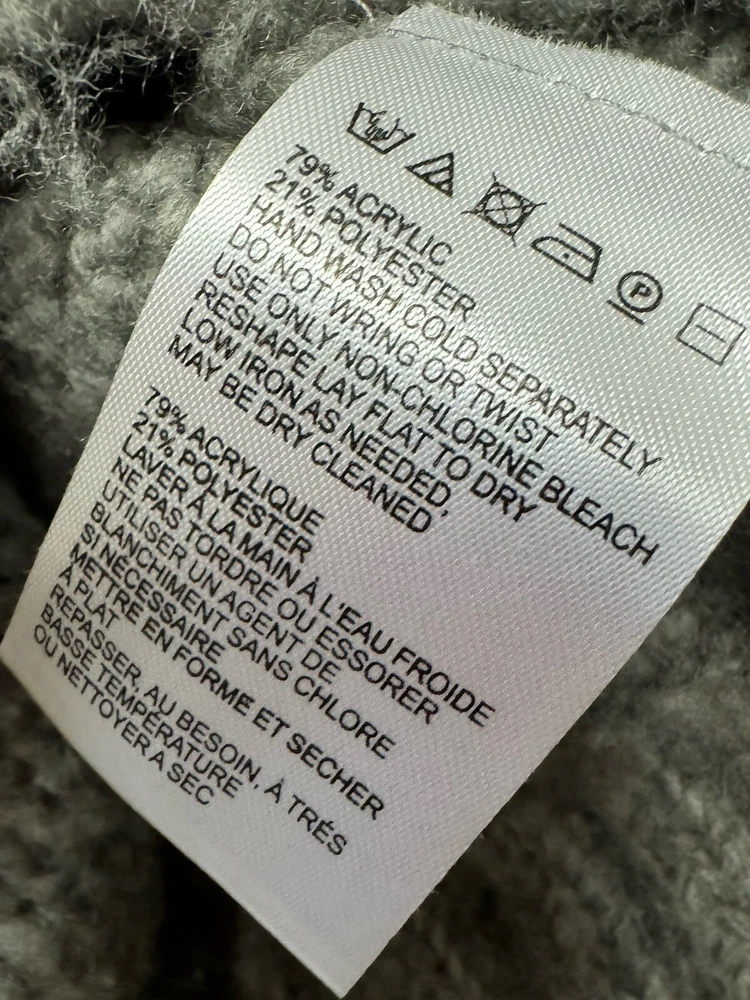 P
79% ACRYLIC
21% POLYESTER
HAND WASH COLD SEPARATELY
DO NOT WRING OR TWIST
USE ONLY NON-CHLORINE BLEACH
RESHAPE LAY FLAT TO DRY
LOW IRON AS NEEDED,
MAY BE DRY CLEANED,
79% ACRYLIQUE
21% POLYESTER
LAVER À LA MAIN À L'EAU FROIDE
NE PAS TORDRE OU ESSORER
UTILISER UN AGENT DE
BLANCHIMENT SANS CHLORE
SI NÉCESSAIRE
METTRE EN FORME ET SECHER
À PLAT
REPASSER, AU BESOIN, À TRÉS
BASSE TEMPÉRATURE
OU NETTOYER A SEC